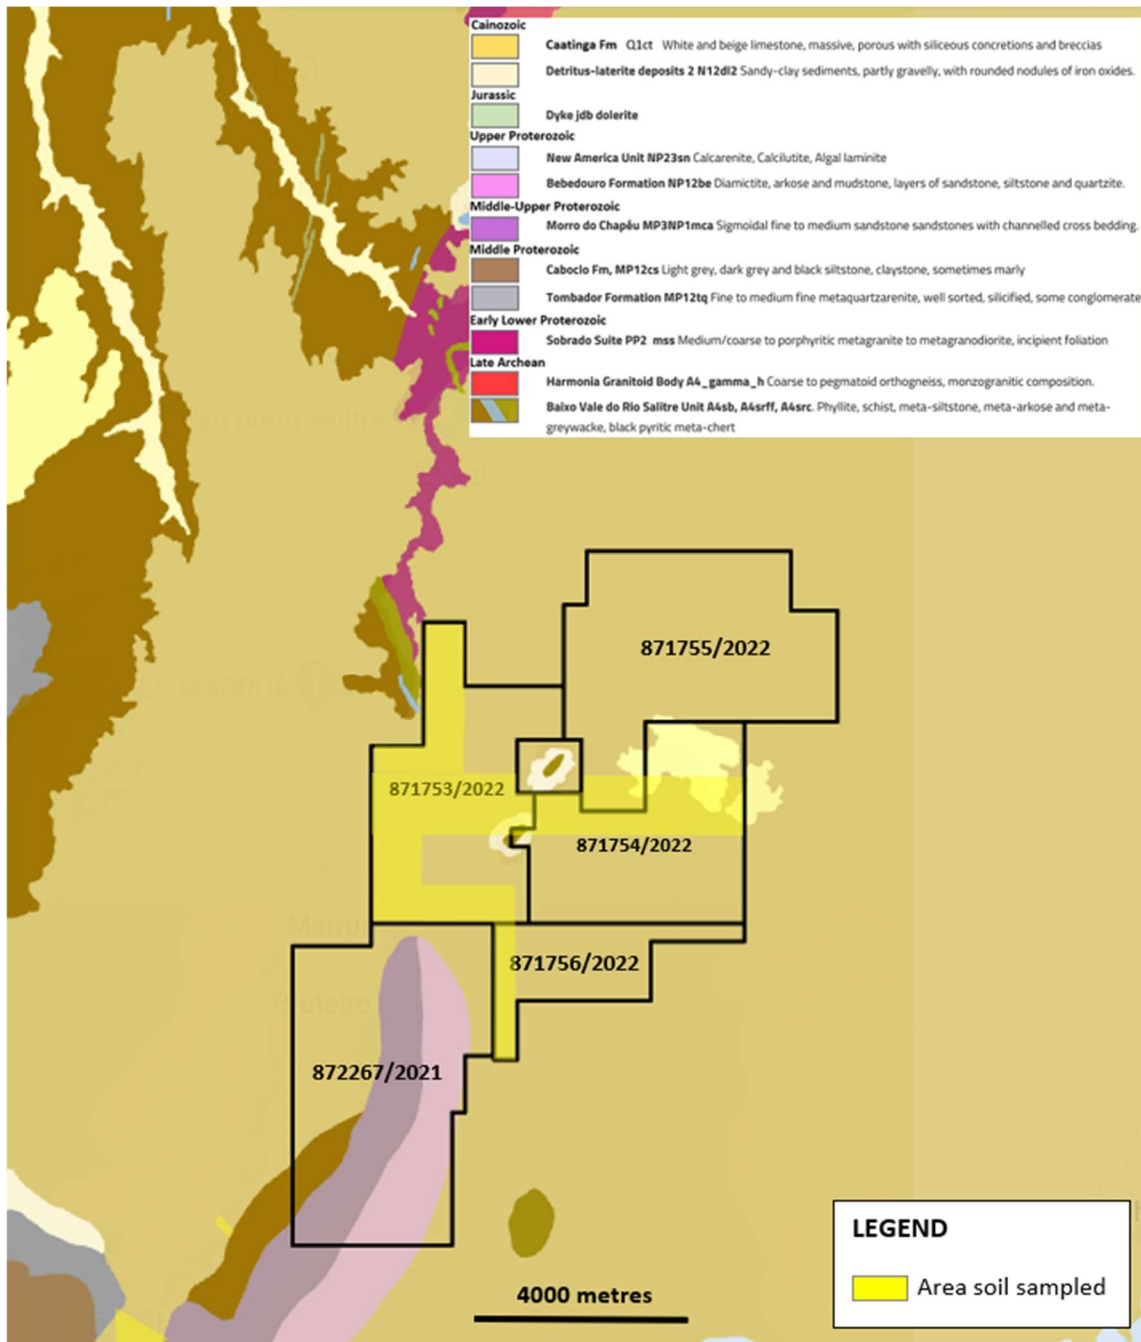 Cainozoic
Caatinga Fm Q1ct White and beige limestone, massive, porous with siliceous concretions and breccias
Detritus-laterite deposits 2 N12dl2 Sandy-clay sediments, partly gravelly, with rounded nodules of iron oxides.
Jurassic
Dyke jdb dolerite
Upper Proterozoic
New America Unit NP23sn Calcarenite, Calcilutite, Algal laminite
Bebedouro Formation NP12be Diamictite, arkose and mudstone, layers of sandstone, siltstone and quartzite.
Middle-Upper Proterozoic
Morro do Chapéu MP3NP1mca Sigmoidal fine to medium sandstone sandstones with channelled cross bedding.
Middle Proterozoic
Caboclo Fm, MP12cs Light grey, dark grey and black siltstone, claystone, sometimes marly
Tombador Formation MP12tq Fine to medium fine metaquartzarenite, well sorted, silicified, some conglomerate
Early Lower Proterozoic
Sobrado Suite PP2 mss Medium/coarse to porphyritic metagranite to metagranodiorite, incipient foliation
Late Archean
Harmonia Granitoid Body A4_gamma_h Coarse to pegmatoid orthogneiss, monzogranitic composition.
Baixo Vale do Rio Salitre Unit A4sb, A4srff, A4src. Phyllite, schist, meta-siltstone, meta-arkose and meta-
greywacke, black pyritic meta-chert
871755/2022
871753/2022
871754/2022
871756/2022
872267/2021
4000 metres
LEGEND
Area soil sampled